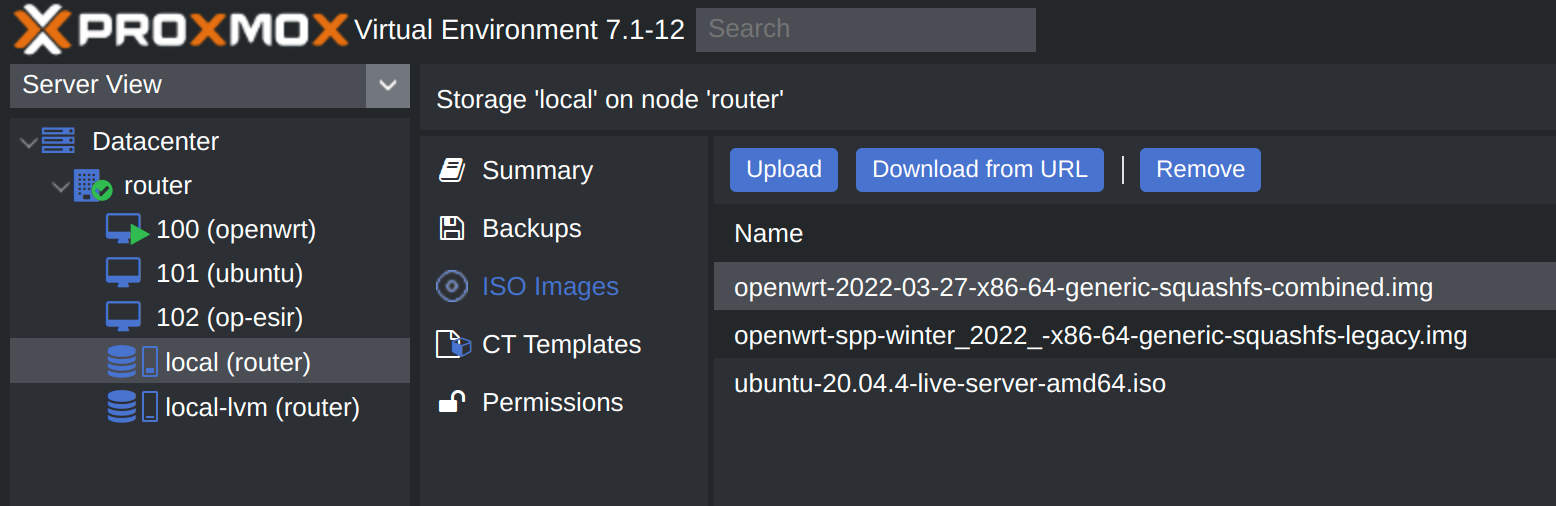 PROXMOX Virtual Environment 7.1-12 Search
Server View
Datacenter
router
100 (openwrt)
101 (ubuntu)
102 (op-esir)
local (router)
local-lvm (router)
Storage 'local' on node 'router'
Summary
Backups
ISO Images
CT Templates
Permissions
Upload Download from URL Remove
Name
openwrt-2022-03-27-x86-64-generic-squashfs-combined.img
openwrt-spp-winter_2022_-x86-64-generic-squashfs-legacy.img
ubuntu-20.04.4-live-server-amd64.iso